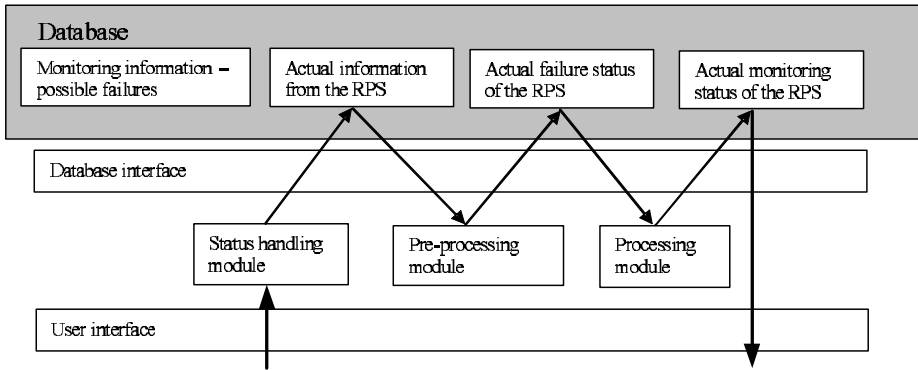 Database
Monitoring information –
possible failures
Actual information
from the RPS
Actual failure status
of the RPS
Actual monitoring
status of the RPS
Database interface
Status handling
module
Pre-processing
module
Processing
module
User interface